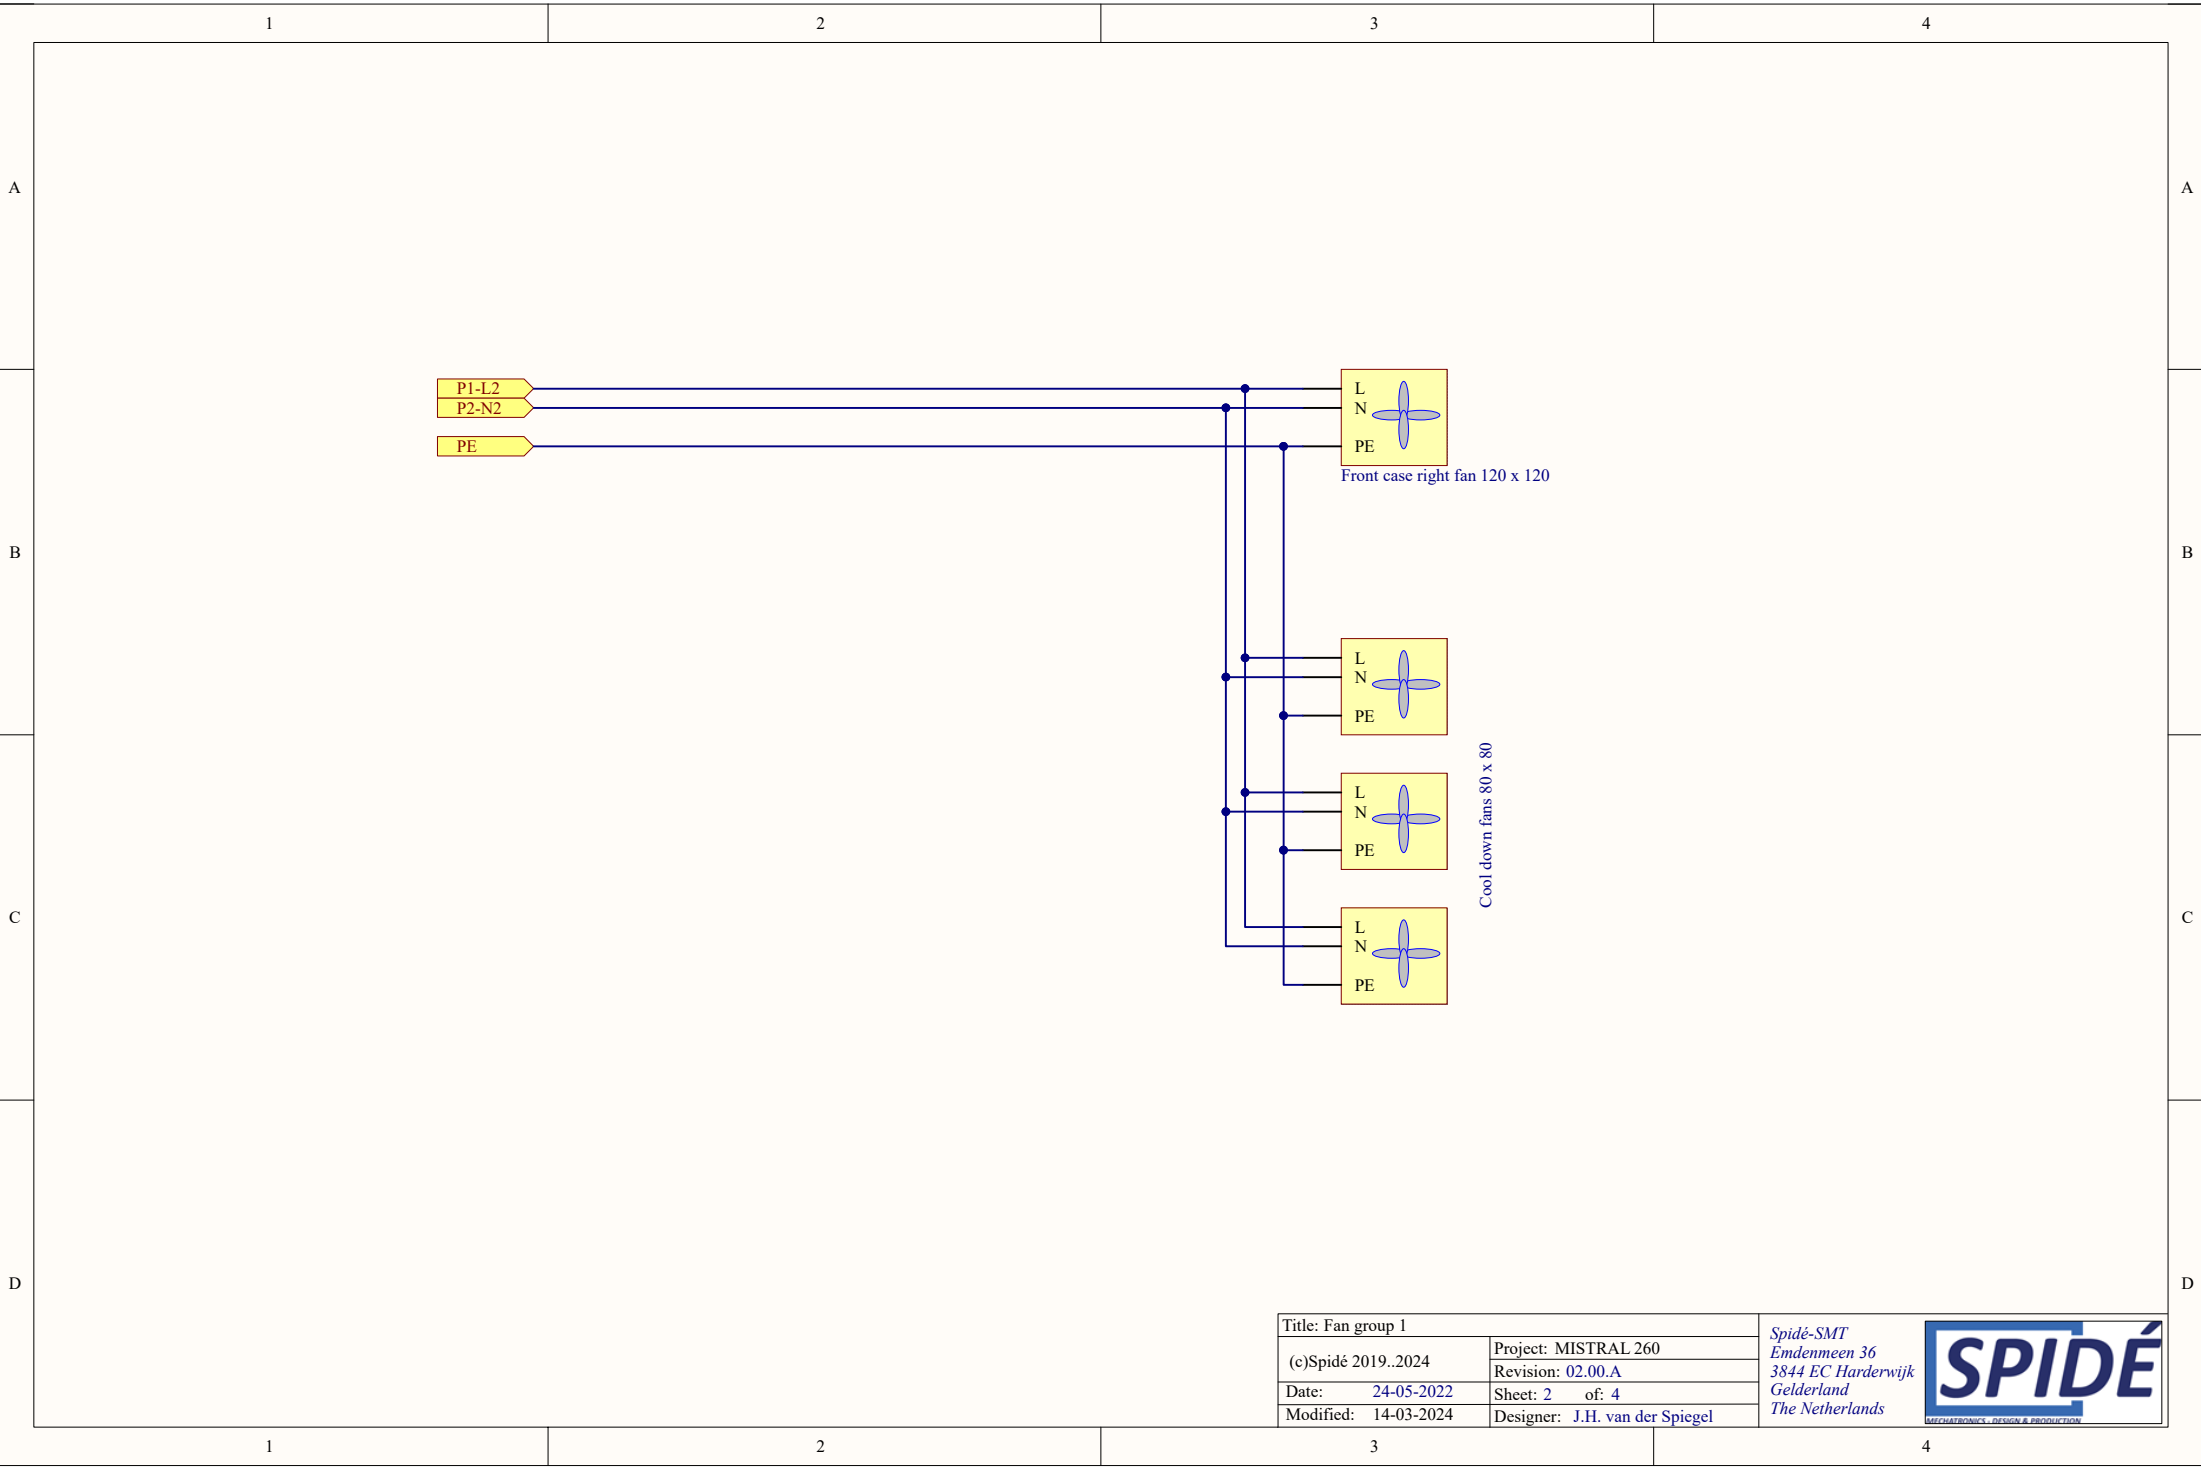 1 2 3 4
A A
P1-L2
P2-N2
PE
L
N
PE
Front case right fan 120 x 120
B B
L
N
PE
L
N
PE
Cool down fans 80 x 80
C C
L
N
PE
D D
Title: Fan group 1
(c)Spidé 2019..2024
Date: 24-05-2022
Modified: 14-03-2024
Project: MISTRAL 260
Revision: 02.00.A
Sheet: 2 of: 4
Designer: J.H. van der Spiegel
Spidé-SMT
Emdenmeen 36
3844 EC Harderwijk
Gelderland
The Netherlands
SPIDÉ
MECHATRONICS - DESIGN & PRODUCTION
1 2 3 4